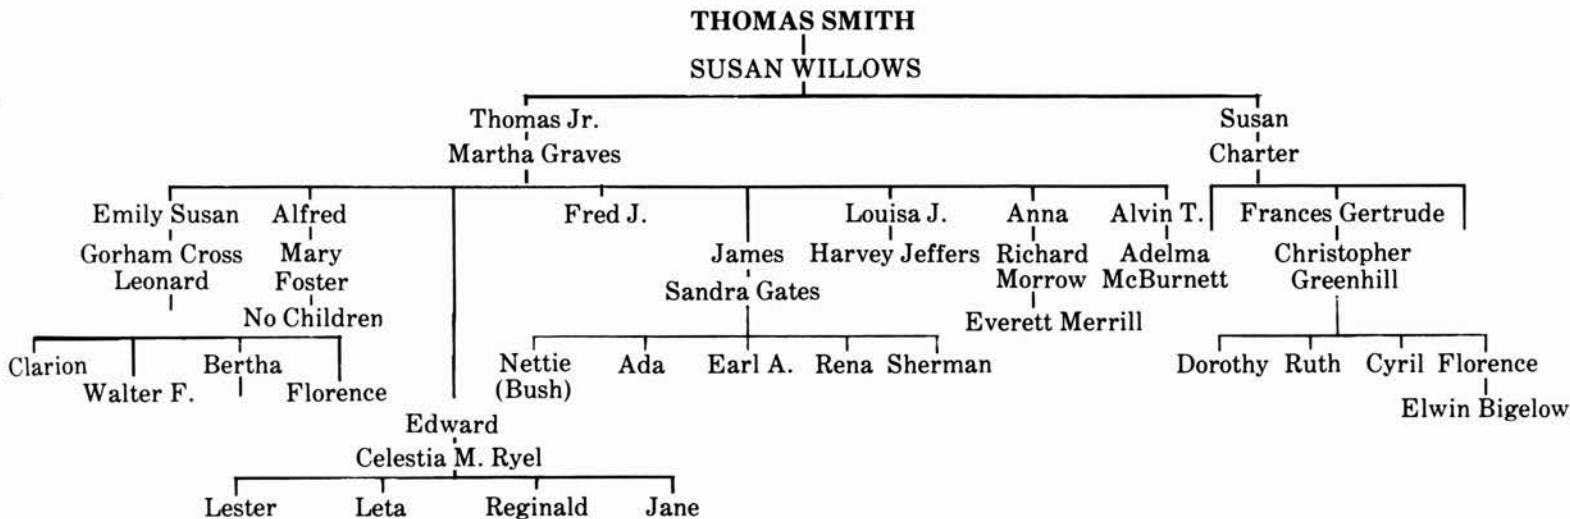 THOMAS SMITH
SUSAN WILLOWS
Thomas Jr. Susan
Martha Graves Charter
Emily Susan Alfred Fred J. Louisa J. Anna Alvin T. Frances Gertrude
Gorham Cross Mary James Harvey Jeffers Richard Adelma Christopher
Leonard Foster Sandra Gates Morrow McBurnett Greenhill
No Children Everett Merrill
Clarion Bertha Nettie Ada Earl A. Rena Sherman Dorothy Ruth Cyril Florence
Walter F. Florence (Bush)
Elwin Bigelow
Edward
Celestia M. Ryel
Lester Leta Reginald Jane